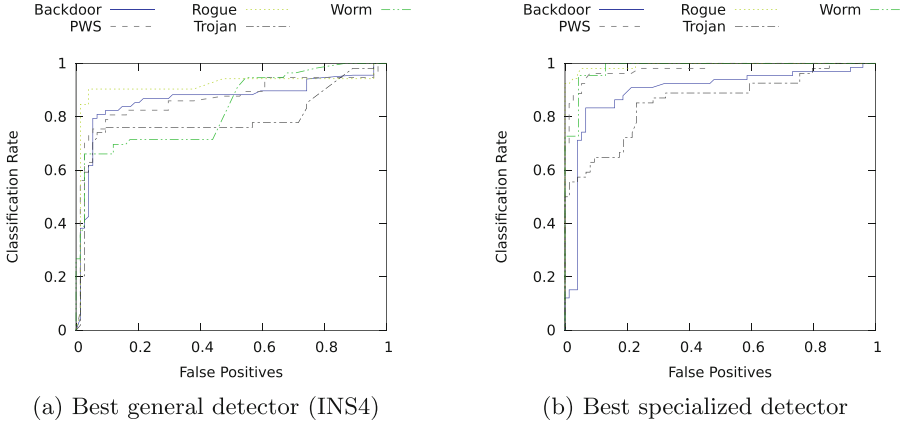 Backdoor Rogue Worm
PWS Trojan
1
0.8
0.6
0.4
0.2
0
0 0.2 0.4 0.6 0.8 1
Classification Rate
False Positives
(a) Best general detector (INS4)
Backdoor Rogue Worm
PWS Trojan
1
0.8
0.6
0.4
0.2
0
0 0.2 0.4 0.6 0.8 1
Classification Rate
False Positives
(b) Best specialized detector